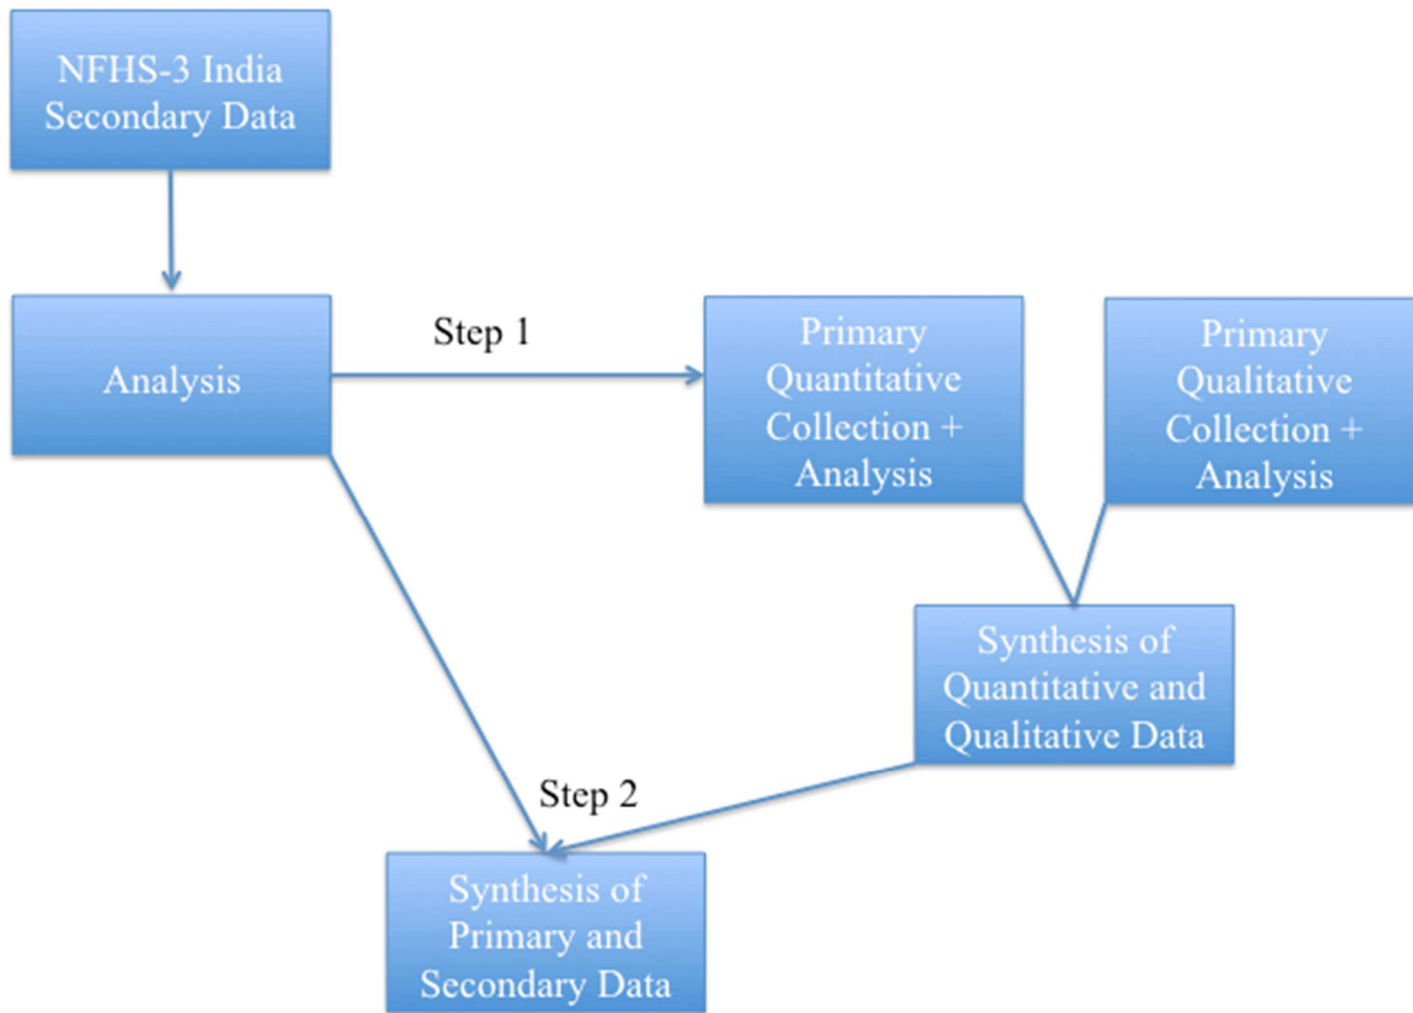 NFHS-3 India
Secondary Data
Analysis
Step 1
Primary
Quantitative
Collection +
Analysis
Primary
Qualitative
Collection +
Analysis
Synthesis of
Quantitative and
Qualitative Data
Step 2
Synthesis of
Primary and
Secondary Data